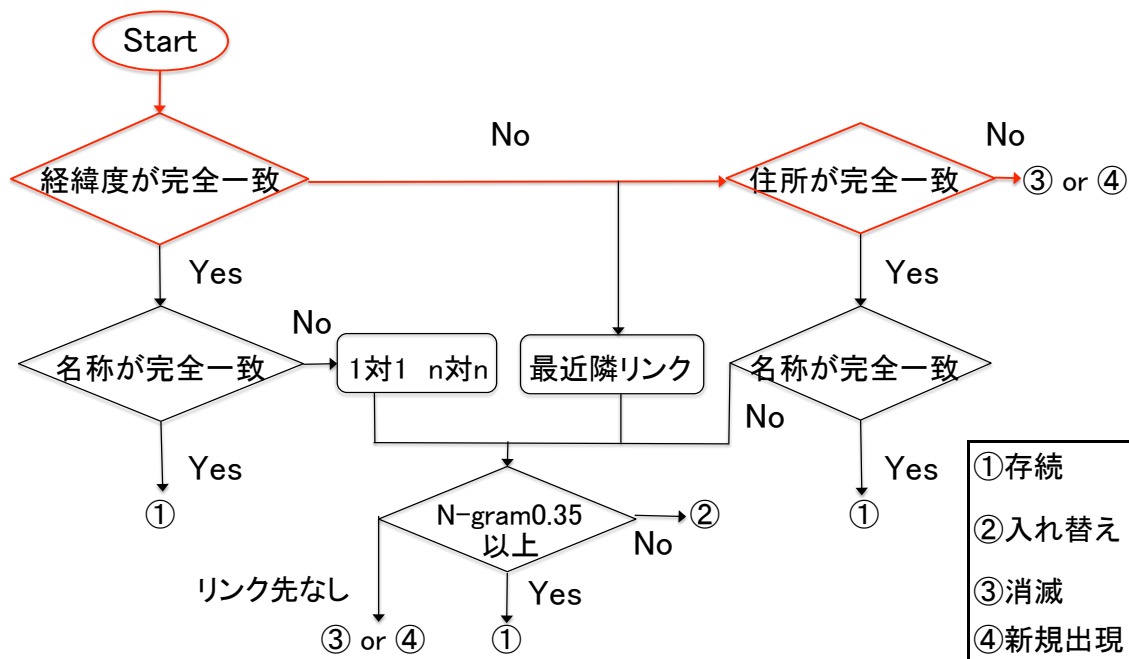 Start
No
No
経緯度が完全一致
住所が完全一致
③ or ④
Yes
Yes
No
名称が完全一致
1対1 n対n
最近隣リンク
名称が完全一致
No
Yes
Yes
①
N-gram0.35
以上
②
No
①
リンク先なし
Yes
③ or ④
①
①存続
②入れ替え
③消滅
④新規出現